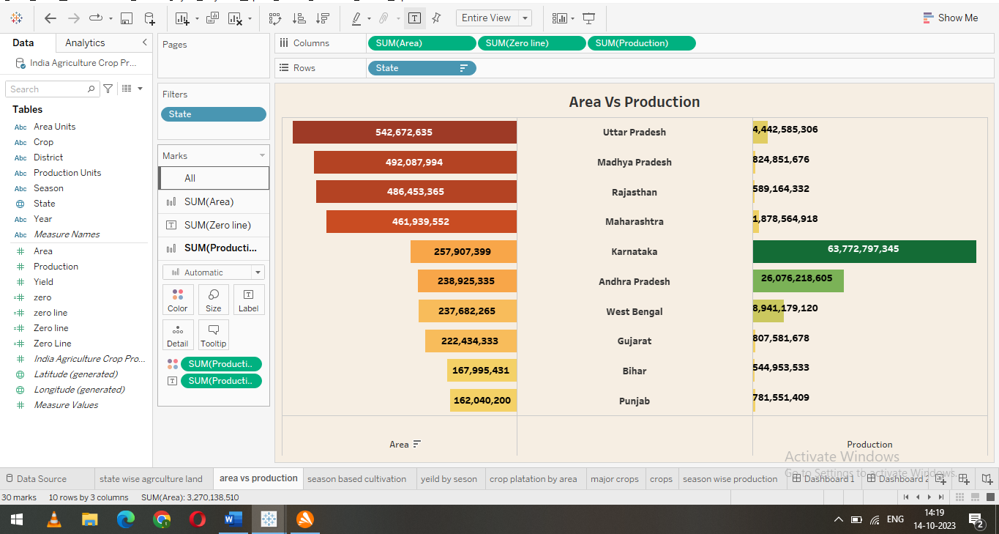 Entire View
Show Me
Data
Analytics
India Agriculture Crop Pr...
Search
Tables
Abc Area Units
Abc Crop
Abc District
Abc Production Units
Abc Season
State
Abc Year
Abc Measure Names
# Area
# Production
# Yield
=# zero
=# zero line
=# Zero line
=# Zero Line
# India Agriculture Crop Pro...
Latitude (generated)
Longitude (generated)
# Measure Values
Pages
Filters
State
Marks
All
SUM(Area)
T SUM(Zero line)
SUM(Producti...
Automatic
Color
Size
T Label
Detail
Tooltip
SUM(Producti..
T SUM(Producti..
Columns
SUM(Area)
SUM(Zero line)
SUM(Production)
Rows
State
Area Vs Production
542,672,635 Uttar Pradesh 4,442,585,306
492,087,994 Madhya Pradesh 824,851,676
486,453,365 Rajasthan 589,164,332
461,939,552 Maharashtra 1,878,564,918
257,907,399 Karnataka 63,772,797,345
238,925,335 Andhra Pradesh 26,076,218,605
237,682,265 West Bengal 8,941,179,120
222,434,333 Gujarat 807,581,678
167,995,431 Bihar 544,953,533
162,040,200 Punjab 781,551,409
Area
Production
Activate Windows
Go to Settings to activate Windows.
Data Source
state wise agrculture land
area vs production
season based cultivation
yeild by seson
crop platation by area
major crops
crops
season wise production
Dashboard 1
Dashboard 2
30 marks
10 rows by 3 columns
SUM(Area): 3,270,138,510
ENG
14:19
14-10-2023
2